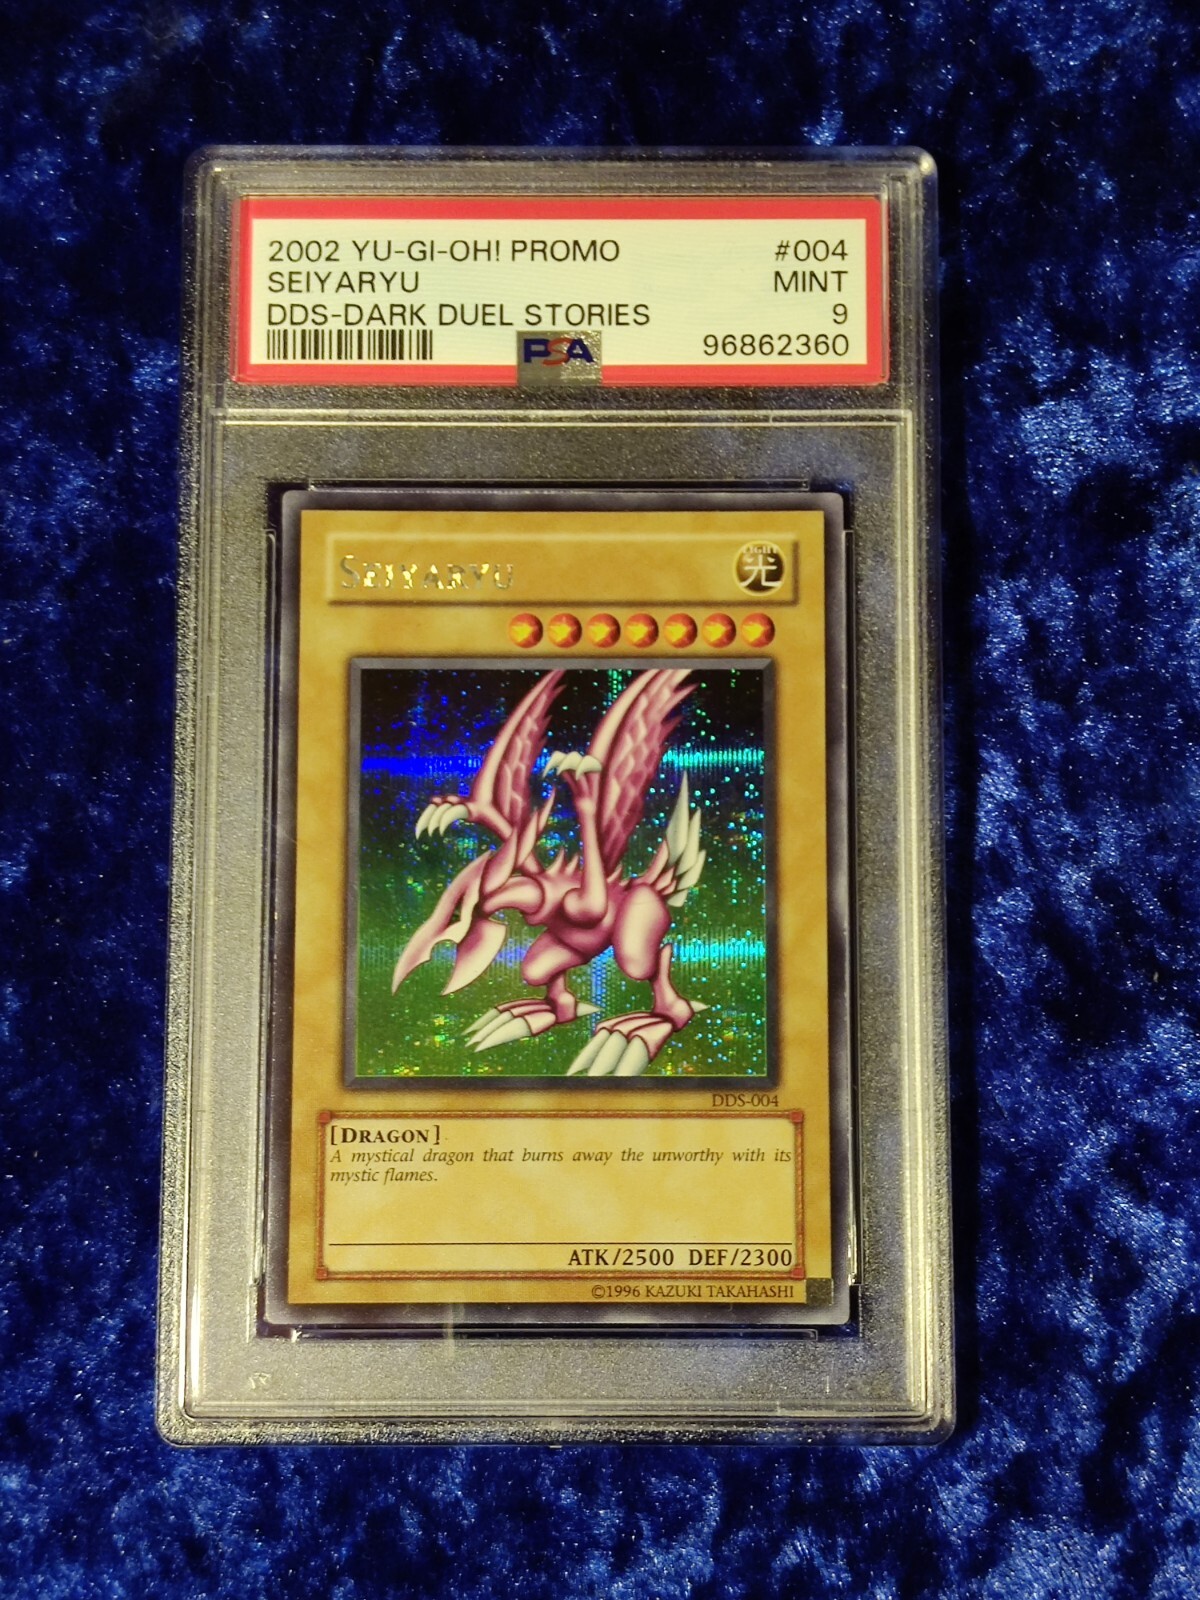 2002 YU-GI-OH! PROMO #004
SEIYARYU MINT
DDS-DARK DUEL STORIES 9
PSA 96862360
SEIYARYU
LIGHT
光
DDS-004
[DRAGON]
A mystical dragon that burns away the unworthy with its
mystic flames.
ATK/2500 DEF/2300
©1996 KAZUKI TAKAHASHI